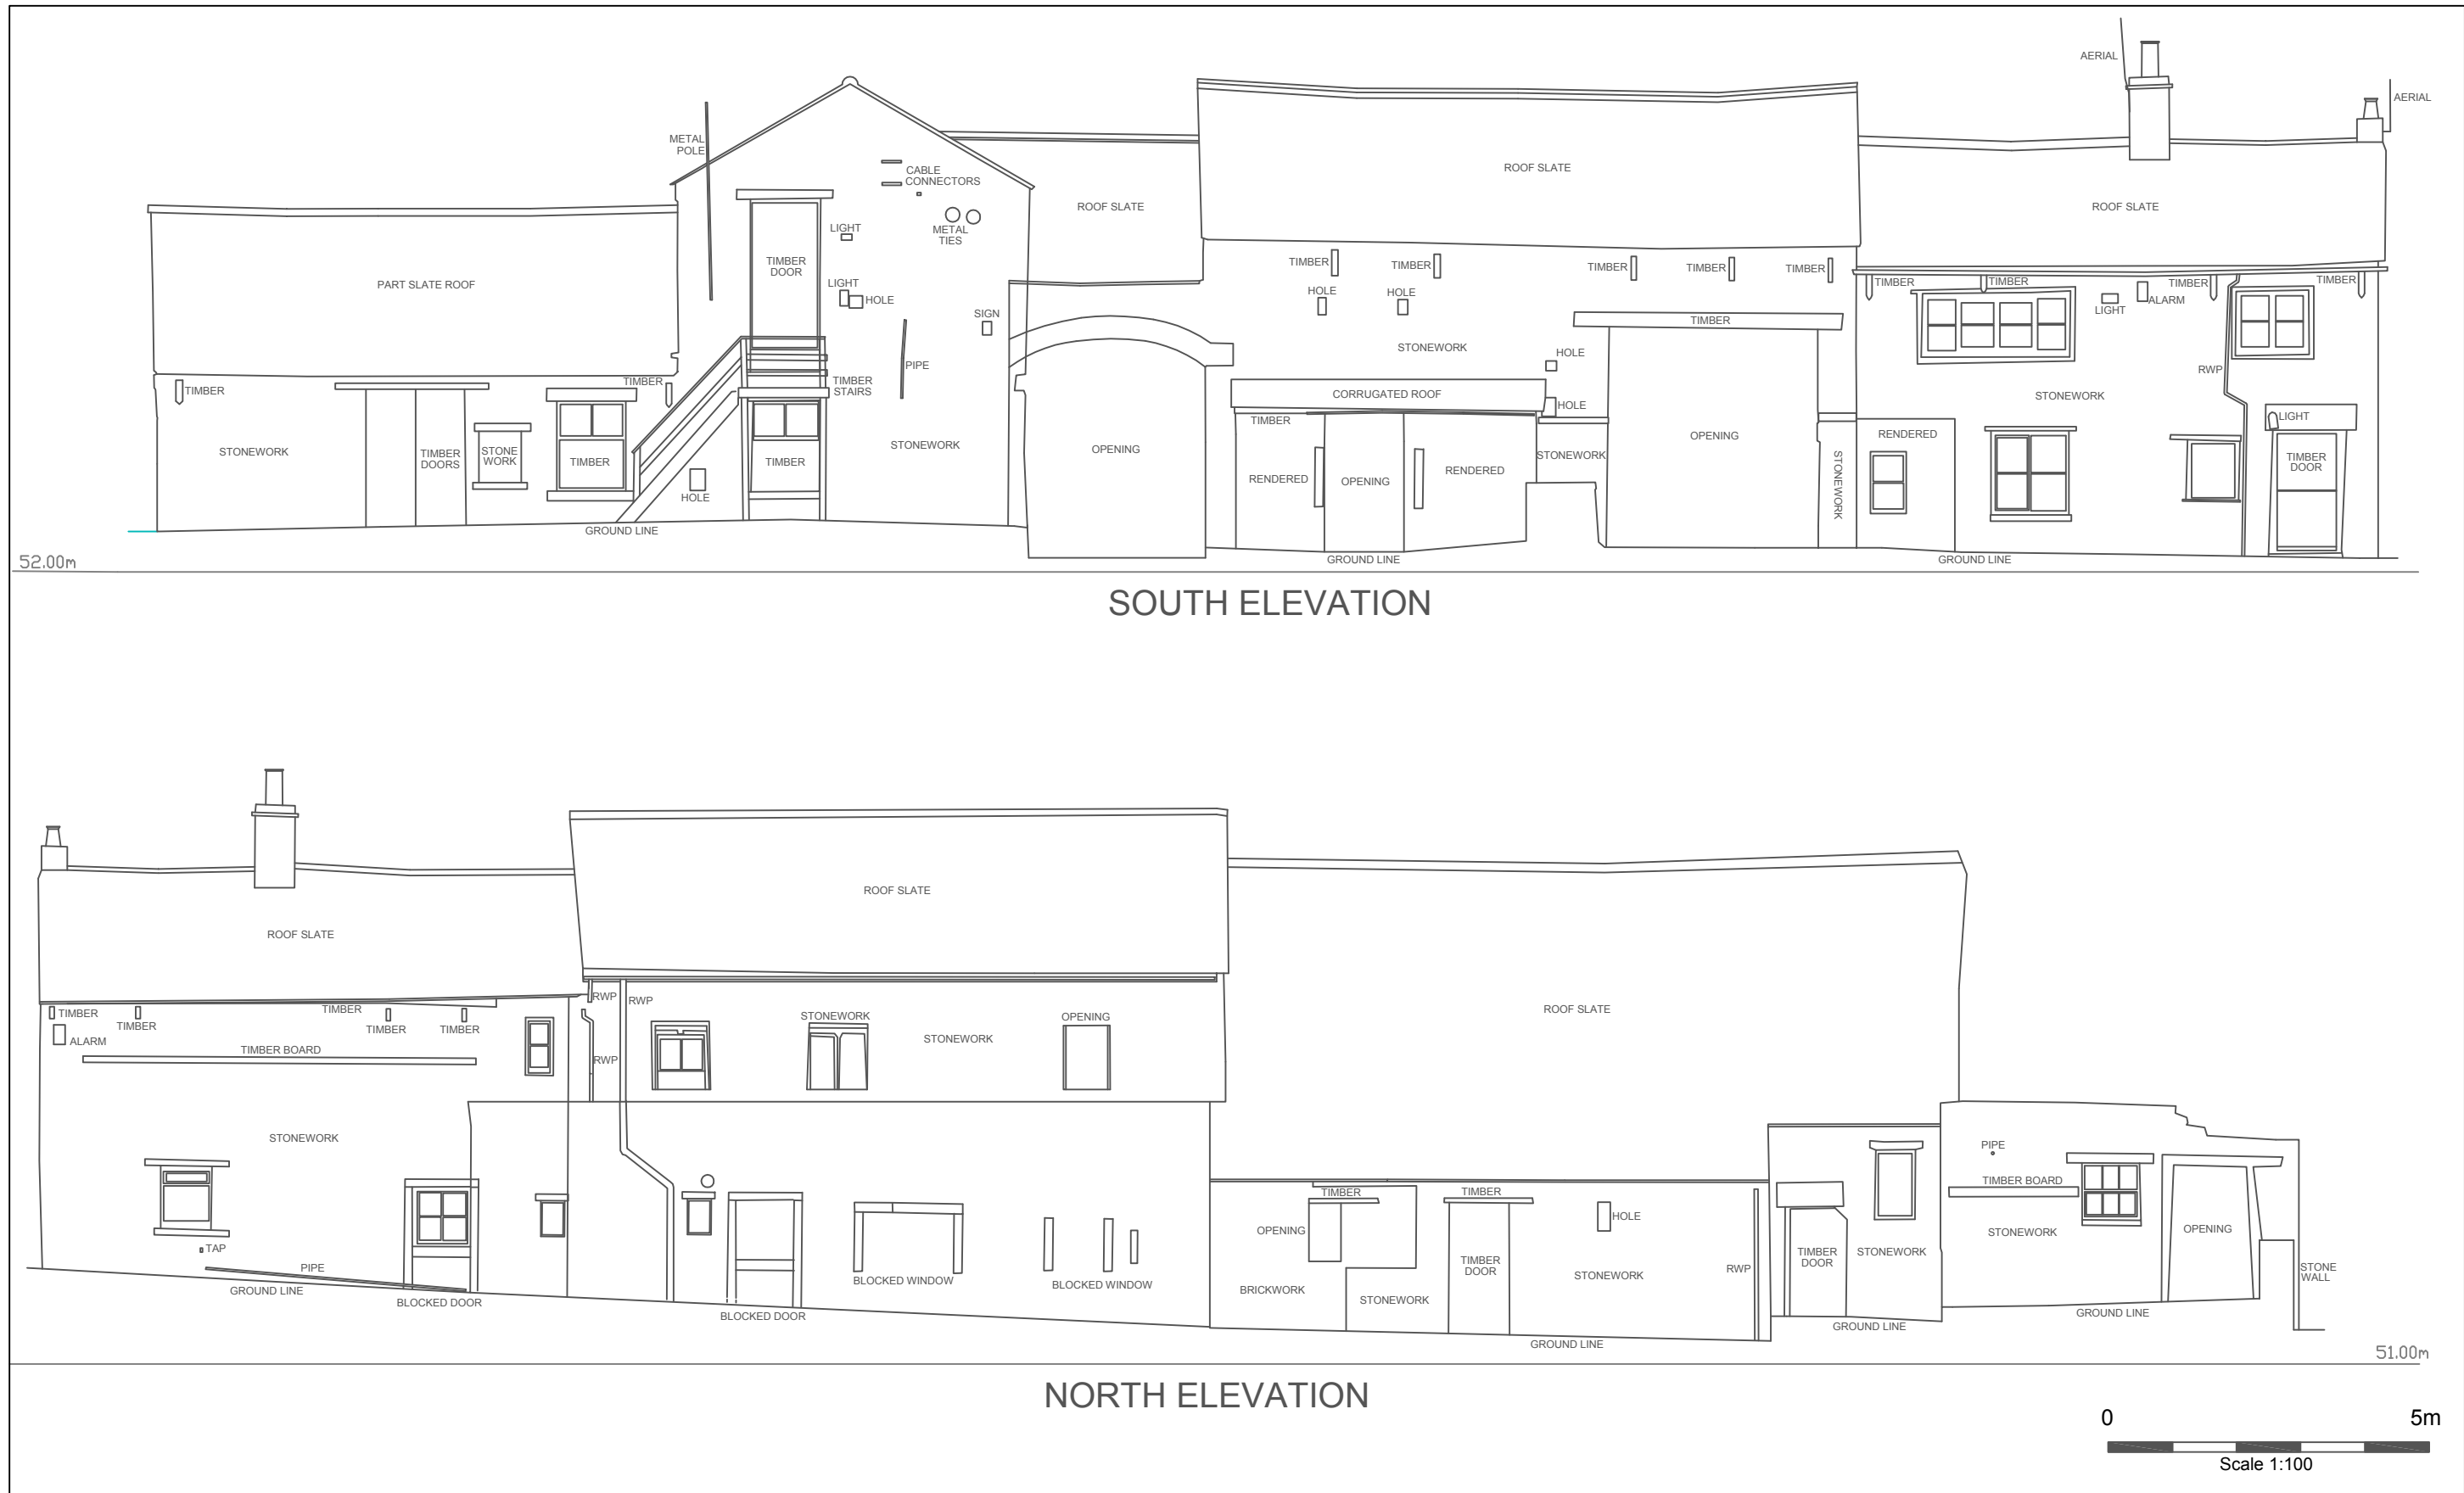 AERIAL
AERIAL
METAL
POLE
CABLE
CONNECTORS
ROOF SLATE
ROOF SLATE
ROOF SLATE
METAL
TIES
LIGHT
TIMBER
DOOR
TIMBER
TIMBER
TIMBER
TIMBER
TIMBER
PART SLATE ROOF
LIGHT
HOLE
HOLE
HOLE
TIMBER
TIMBER
TIMBER
TIMBER
LIGHT
ALARM
SIGN
TIMBER
STONEWORK
HOLE
PIPE
RWP
TIMBER
TIMBER
TIMBER
STAIRS
CORRUGATED ROOF
STONEWORK
HOLE
TIMBER
LIGHT
STONEWORK
TIMBER
DOORS
STONE
WORK
TIMBER
TIMBER
STONEWORK
OPENING
OPENING
RENDERED
STONEWORK
TIMBER
DOOR
HOLE
RENDERED
OPENING
RENDERED
STONEWORK
GROUND LINE
GROUND LINE
GROUND LINE
52.00m
SOUTH ELEVATION
ROOF SLATE
ROOF SLATE
ROOF SLATE
RWP
RWP
TIMBER
TIMBER
TIMBER
TIMBER
TIMBER
ALARM
STONEWORK
OPENING
STONEWORK
TIMBER BOARD
RWP
STONEWORK
PIPE
TIMBER BOARD
TIMBER
TIMBER
HOLE
OPENING
STONEWORK
OPENING
TAP
PIPE
TIMBER
DOOR
STONEWORK
TIMBER
DOOR
STONEWORK
RWP
STONE
WALL
GROUND LINE
BLOCKED WINDOW
BLOCKED WINDOW
BRICKWORK
STONEWORK
BLOCKED DOOR
BLOCKED DOOR
GROUND LINE
GROUND LINE
GROUND LINE
51.00m
NORTH ELEVATION
0 5m
Scale 1:100